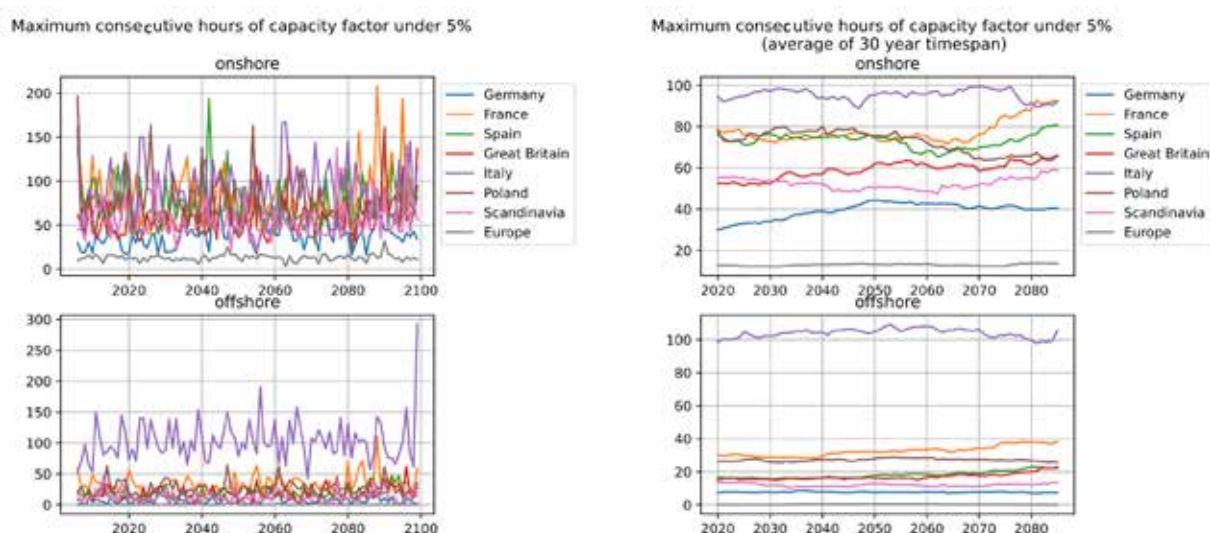 Maximum consecutive hours of capacity factor under 5%
onshore
200
150
100
50
0
2020 2040 2060 2080 2100
Germany
France
Spain
Great Britain
Italy
Poland
Scandinavia
Europe
offshore
300
250
200
150
100
50
0
2020 2040 2060 2080 2100
Maximum consecutive hours of capacity factor under 5%
(average of 30 year timespan)
onshore
100
80
60
40
20
2020 2030 2040 2050 2060 2070 2080
Germany
France
Spain
Great Britain
Italy
Poland
Scandinavia
Europe
offshore
100
80
60
40
20
0
2020 2030 2040 2050 2060 2070 2080